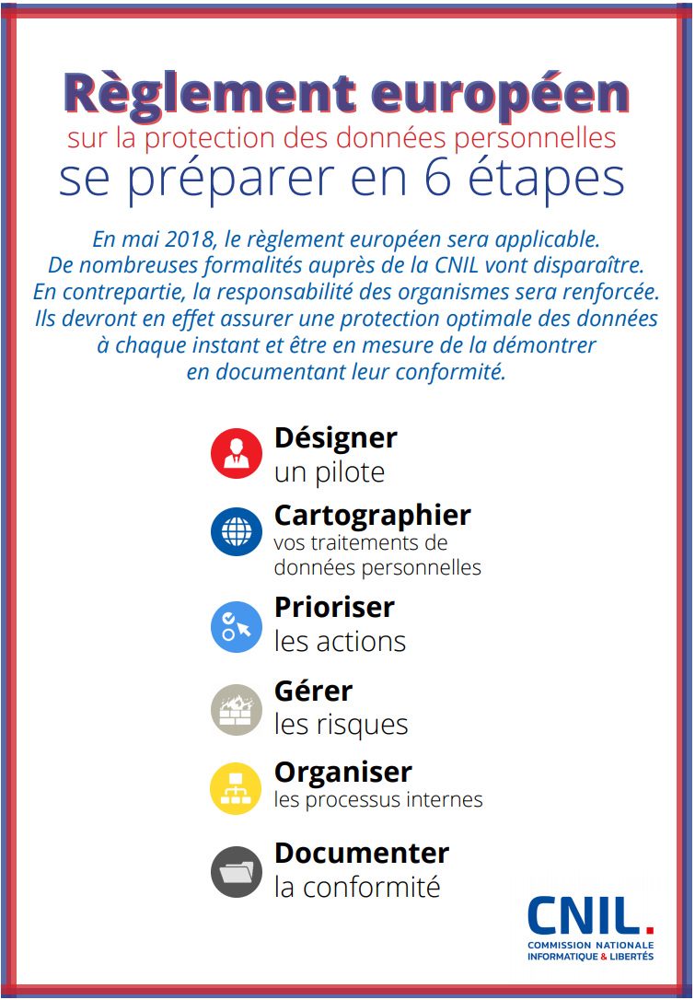 Règlement européen
sur la protection des données personnelles
se préparer en 6 étapes
En mai 2018, le règlement européen sera applicable.
De nombreuses formalités auprès de la CNIL vont disparaître.
En contrepartie, la responsabilité des organismes sera renforcée.
Ils devront en effet assurer une protection optimale des données
à chaque instant et être en mesure de la démontrer
en documentant leur conformité.
Désigner
un pilote
Cartographier
vos traitements de
données personnelles
Prioriser
les actions
Gérer
les risques
Organiser
les processus internes
Documenter
la conformité
CNIL.
COMMISSION NATIONALE
INFORMATIQUE & LIBERTÉS